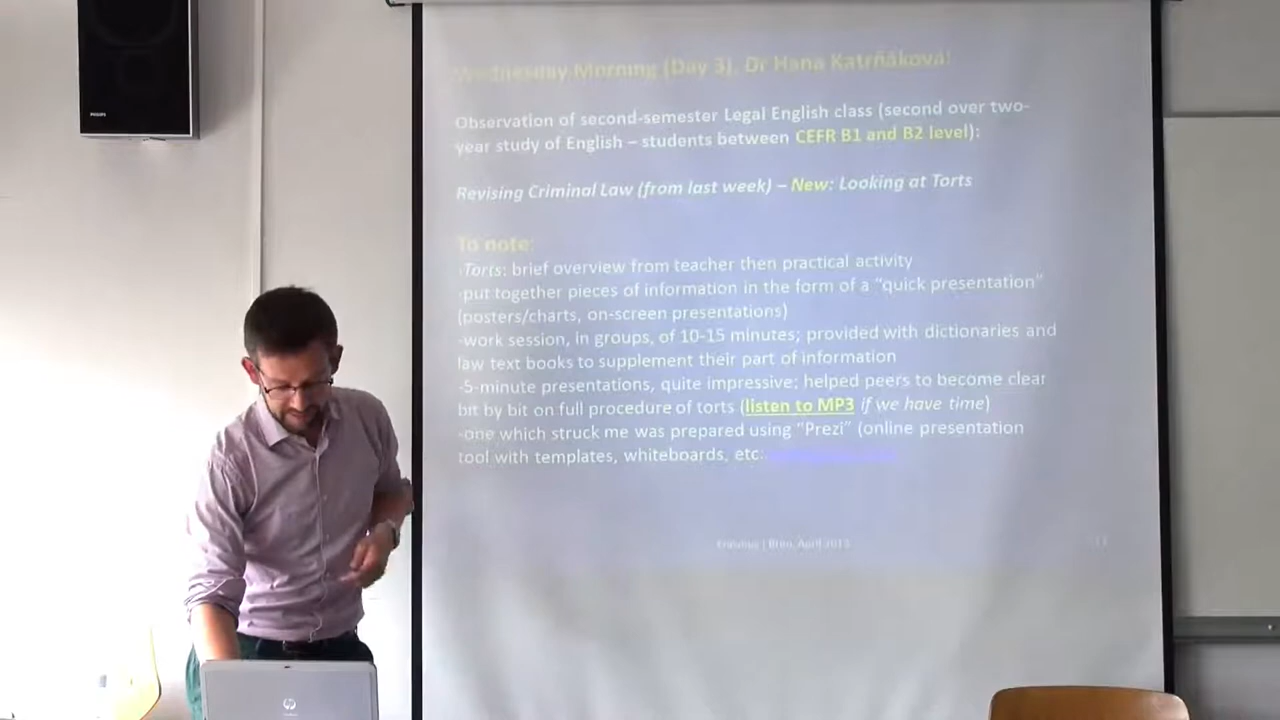 PHILIPS
Wednesday Morning (Day 3), Dr Hana Katrňáková:
Observation of second-semester Legal English class (second over two-
year study of English – students between CEFR B1 and B2 level):
Revising Criminal Law (from last week) – New: Looking at Torts
To note:
-Torts: brief overview from teacher then practical activity
-put together pieces of information in the form of a “quick presentation”
(posters/charts, on-screen presentations)
-work session, in groups, of 10-15 minutes; provided with dictionaries and
law text books to supplement their part of information
-5-minute presentations, quite impressive; helped peers to become clear
bit by bit on full procedure of torts (listen to MP3 if we have time)
-one which struck me was prepared using “Prezi” (online presentation
tool with templates, whiteboards, etc:
Brno, April
hp